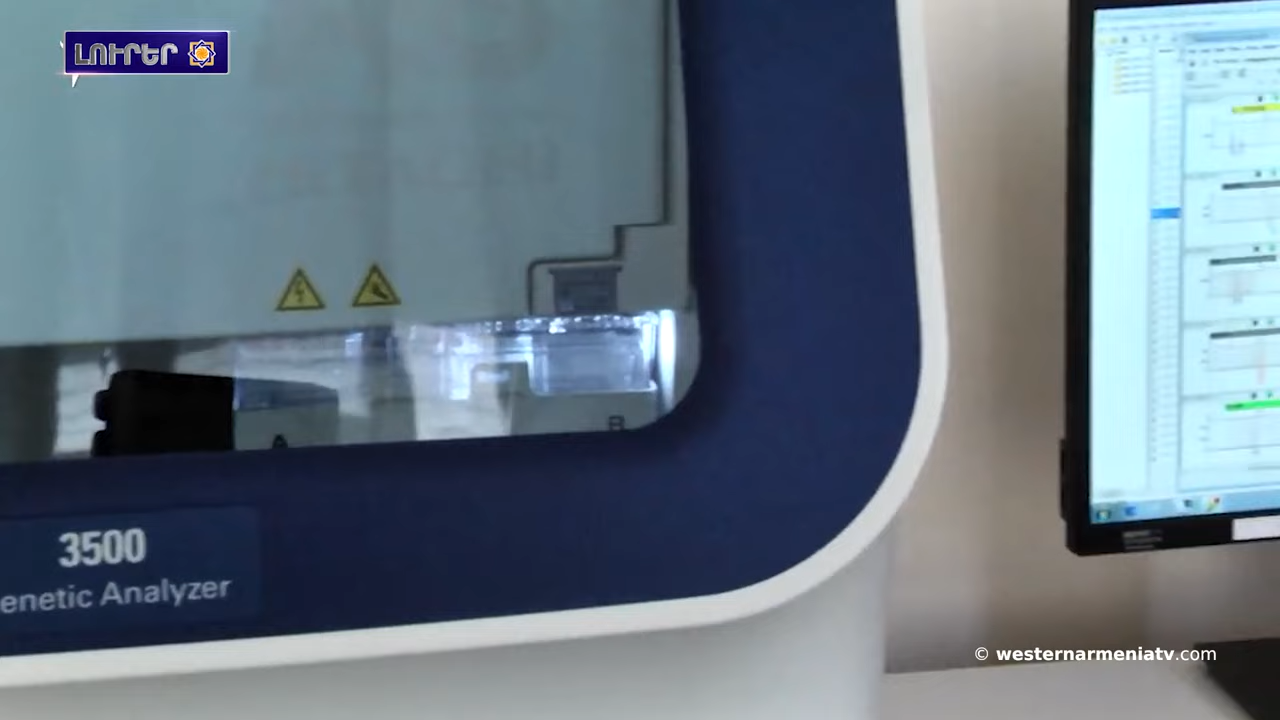 ԼՈՒՐԵՐ
A
B
3500
enetic Analyzer
© westernarmeniatv.com